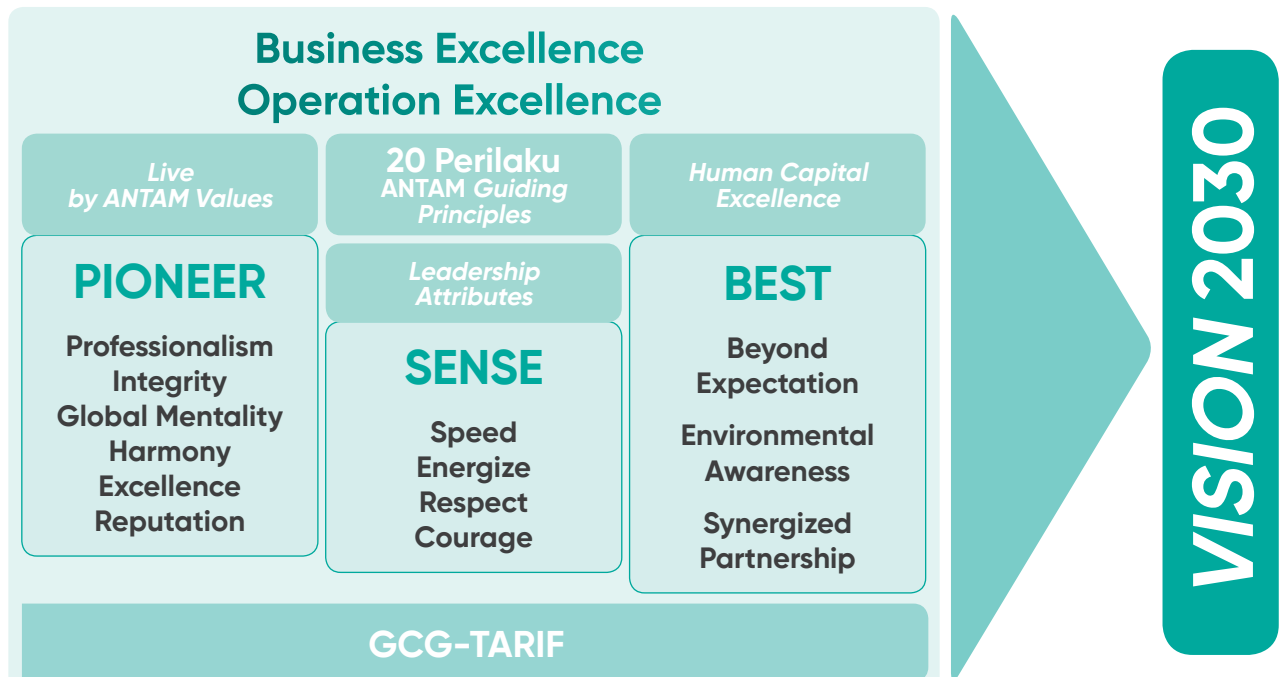 Business Excellence
Operation Excellence
Live
by ANTAM Values
PIONEER
Professionalism
Integrity
Global Mentality
Harmony
Excellence
Reputation
20 Perilaku
ANTAM Guiding
Principles
Leadership
Attributes
SENSE
Speed
Energize
Respect
Courage
Human Capital
Excellence
BEST
Beyond
Expectation
Environmental
Awareness
Synergized
Partnership
GCG-TARIF
VISION 2030